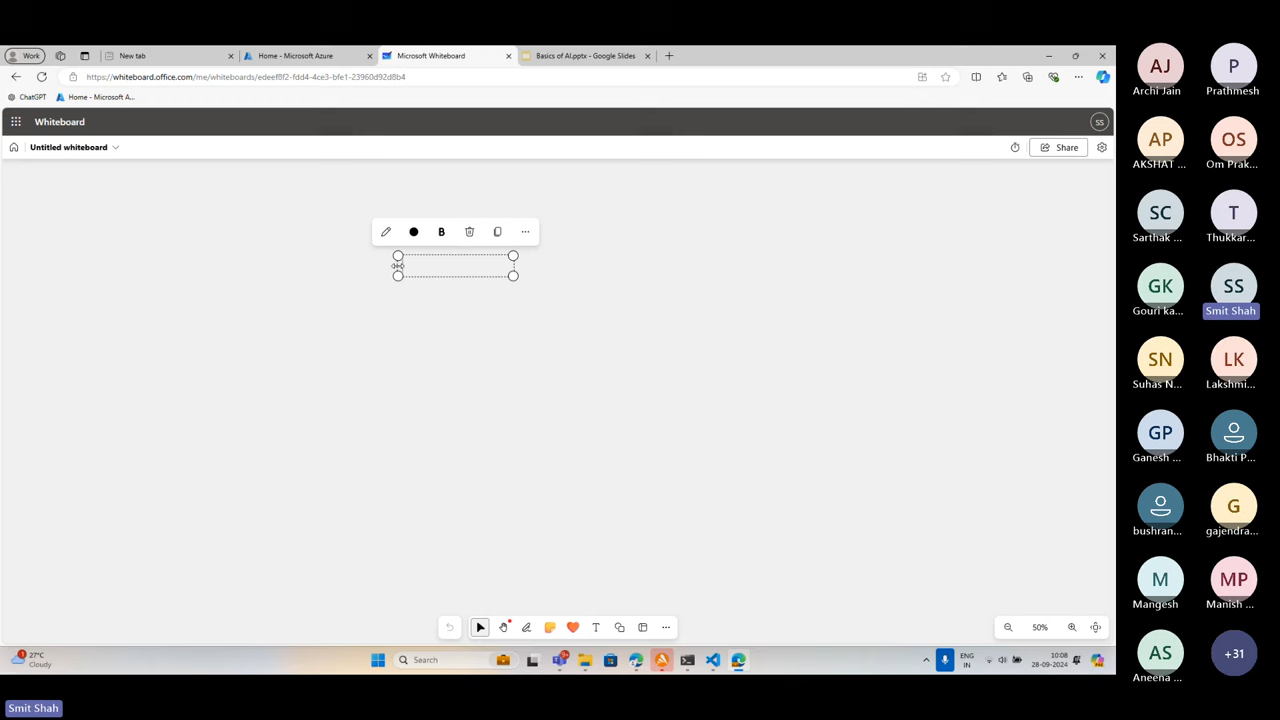 Work
New tab
Home - Microsoft Azure
Microsoft Whiteboard
Basics of AI.pptx - Google Slides
https://whiteboard.office.com/me/whiteboards/edeef8f2-fdd4-4ce3-bfe1-23960d92d8b4
ChatGPT
Home - Microsoft A...
Whiteboard
SS
Untitled whiteboard
Share
B
50%
27°C
Cloudy
Search
ENG
IN
10:08
28-09-2024
Smit Shah
AJ
Archi Jain
P
Prathmesh
AP
AKSHAT ...
OS
Om Prak...
SC
Sarthak ...
T
Thukkar...
GK
Gouri ka...
SS
Smit Shah
SN
Suhas N...
LK
Lakshmi...
GP
Ganesh ...
Bhakti P...
bushran...
G
gajendra...
M
Mangesh
MP
Manish ...
AS
Aneena ...
+31